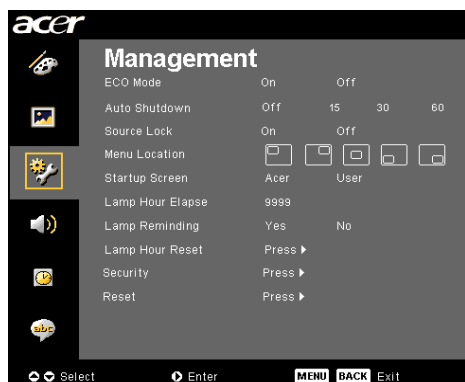 acer
Management
ECO Mode On Off
Auto Shutdown Off 15 30 60
Source Lock On Off
Menu Location
Startup Screen Acer User
Lamp Hour Elapse 9999
Lamp Reminding Yes No
Lamp Hour Reset Press
Security Press
Reset Press
abc
Select Enter MENU BACK Exit